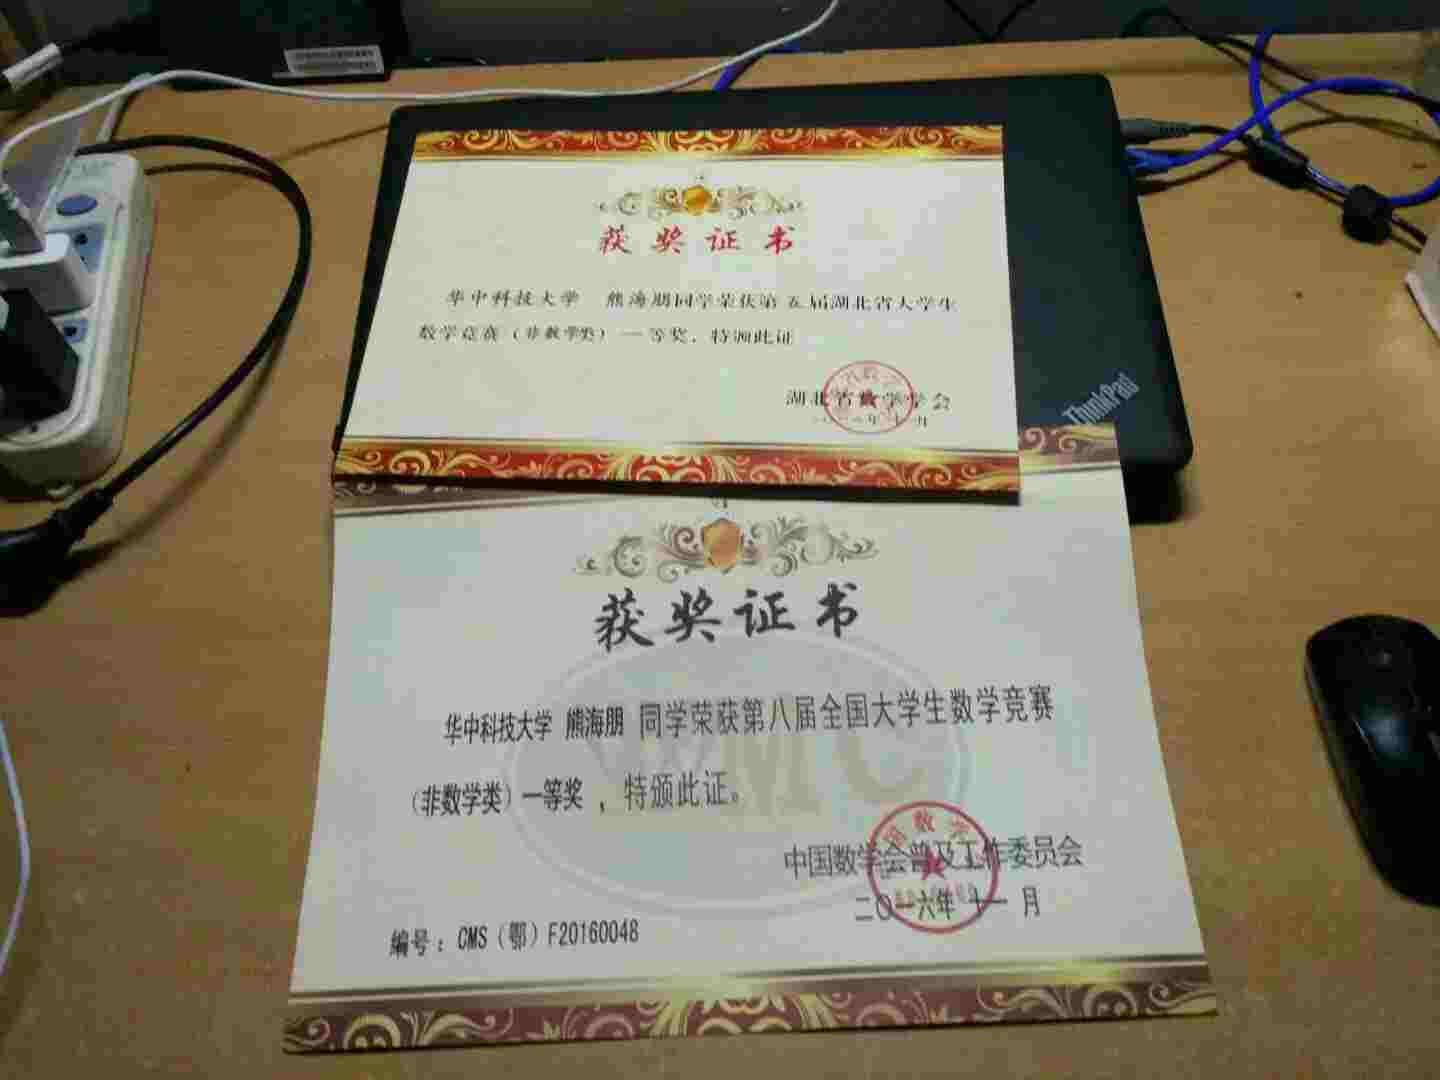 获奖证书
华中科技大学 熊海朋同学荣获第五届湖北省大学生
数学竞赛（非数学类）一等奖，特颁此证
湖北省数学学会
ThinkPad
获奖证书
华中科技大学 熊海朋 同学荣获第八届全国大学生数学竞赛
（非数学类）一等奖，特颁此证。
中国数学会普及工作委员会
二〇一六年 十一 月
编号：CMS（鄂）F20160048